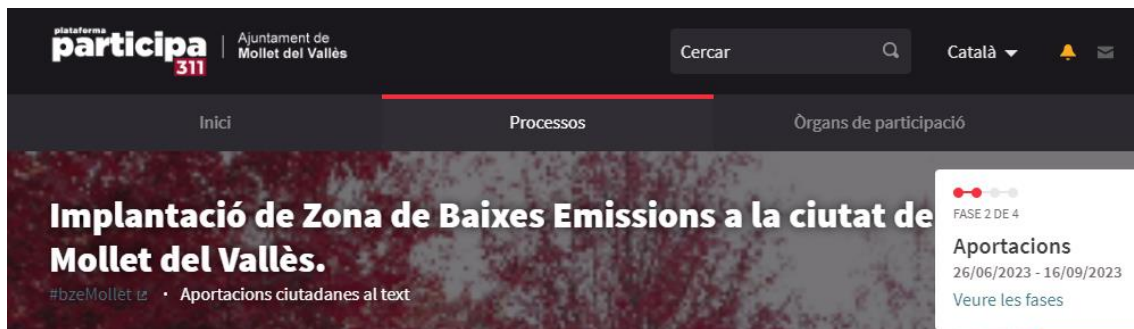 plataforma
participa
311
Ajuntament de
Mollet del Vallès
Cercar
Català
Inici
Processos
Òrgans de participació
Implantació de Zona de Baixes Emissions a la ciutat de
Mollet del Vallès.
#bzeMollet · Aportacions ciutadanes al text
FASE 2 DE 4
Aportacions
26/06/2023 - 16/09/2023
Veure les fases